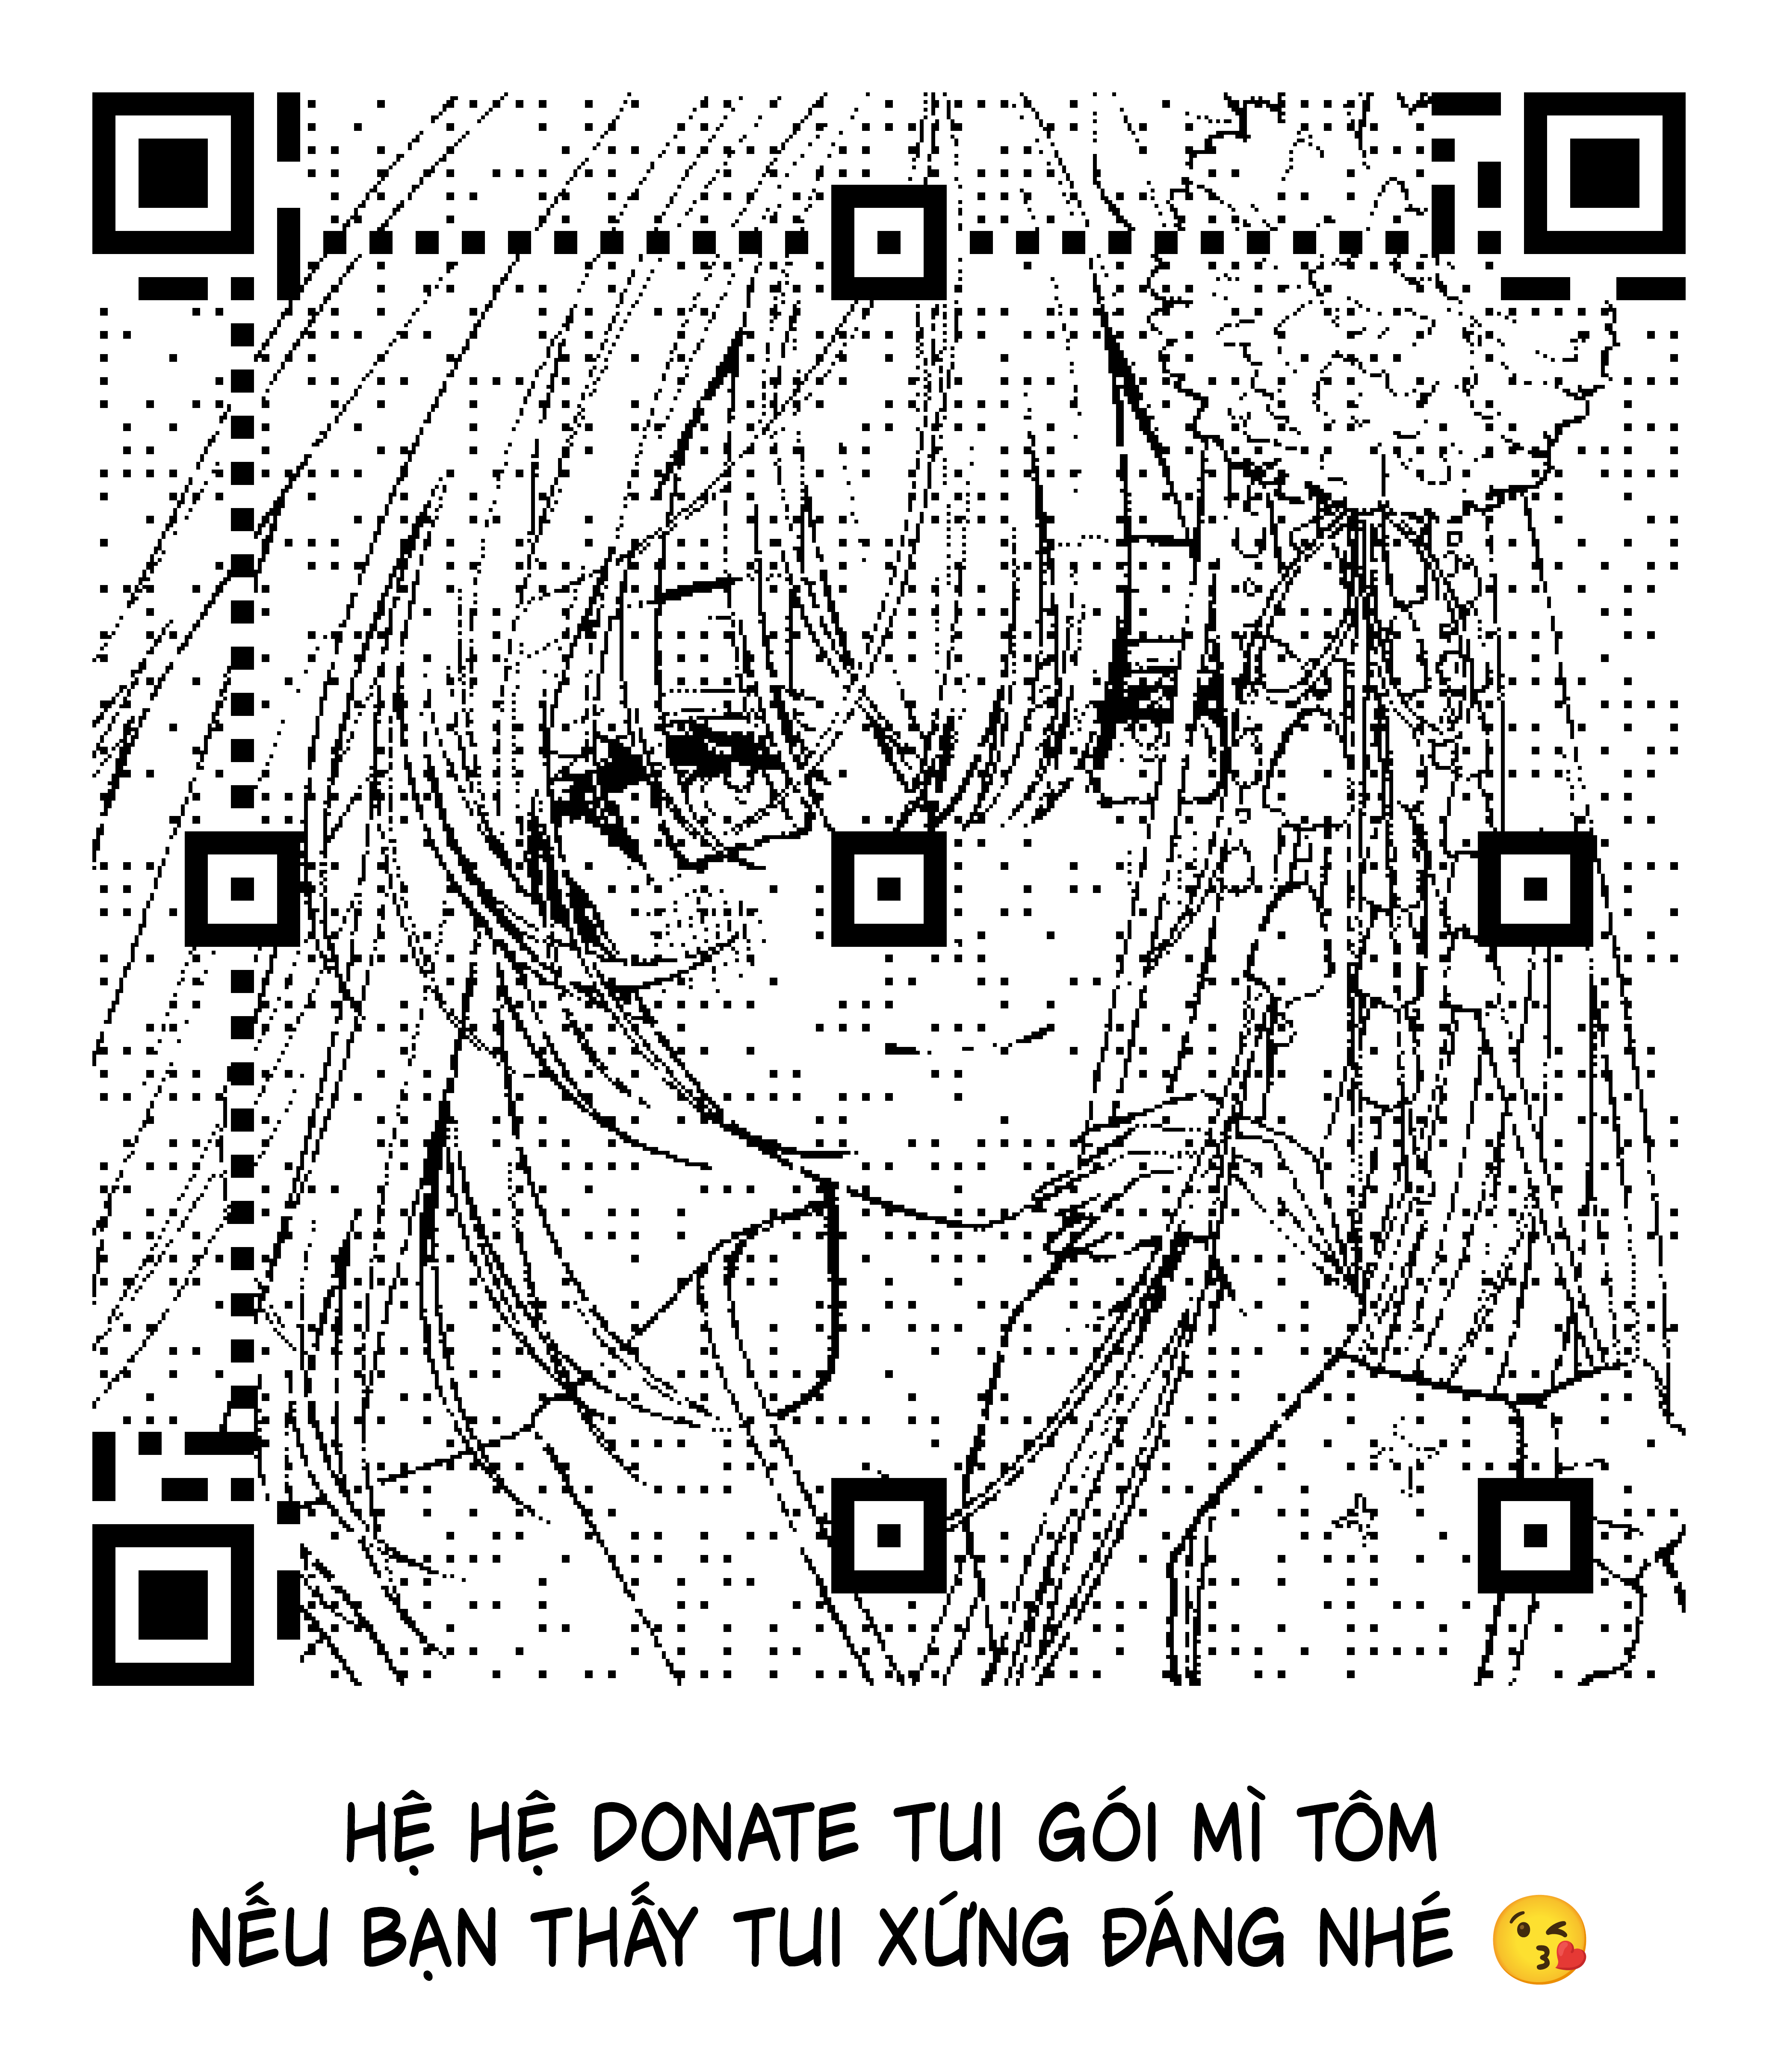 HỆ HỆ DONATE TUI GÓI MÌ TÔM
NẾU BẠN THẤY TUI XỨNG ĐÁNG NHÉ 😘